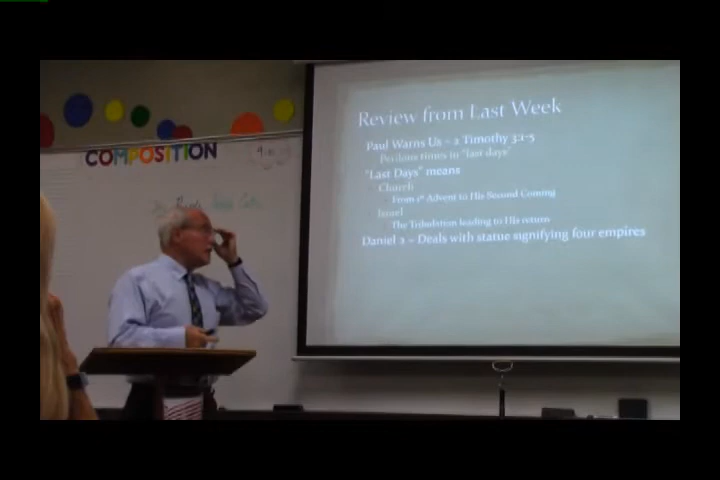 Review from Last Week
Paul Warns Us – 2 Timothy 3:1-5
Perilous times in "last days"
COMPOSITION
"Last Days" means
Church
From 1st Advent to His Second Coming
Israel
The Tribulation leading to His return
Daniel 2 – Deals with statue signifying four empires